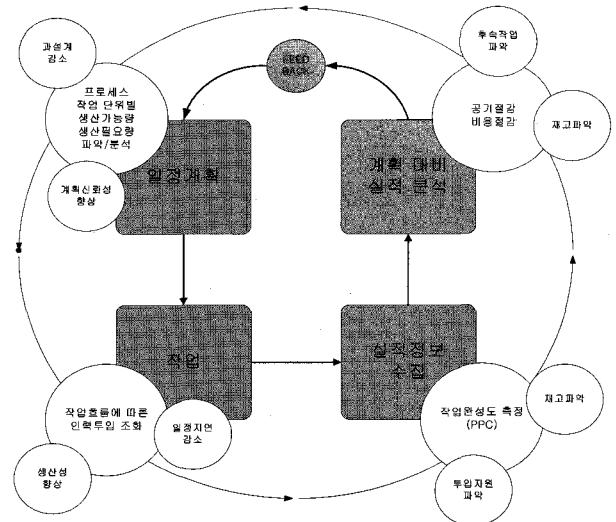 과설계
감소
프로세스
작업 단위별
생산가능량
생산필요량
파악/분석
계획신뢰성
향상
일정계획
FEED
BACK
후속작업
파악
공기절감
비용절감
재고파악
계획 대비
실적 분석
작업
작업흐름에 따른
인력투입 조화
일정지연
감소
생산성
향상
실적정보
수집
작업완성도 측정
(PPC)
재고파악
투입자원
파악